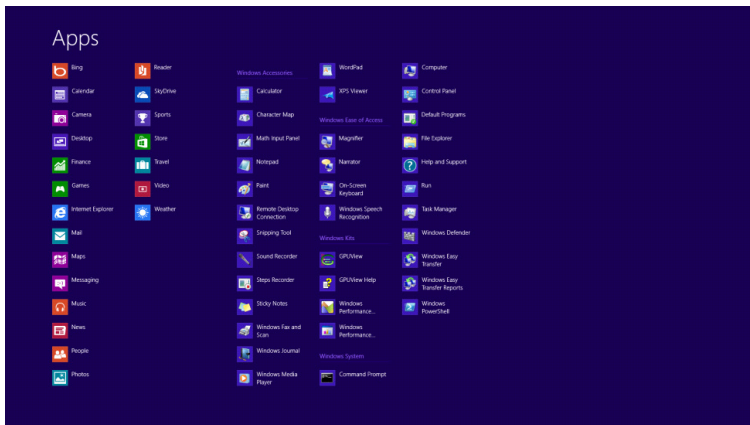 Apps
Bing
Calendar
Camera
Desktop
Finance
Games
Internet Explorer
Mail
Maps
Messaging
Music
News
People
Photos
Reader
SkyDrive
Sports
Store
Travel
Video
Weather
Windows Accessories
Calculator
Character Map
Math Input Panel
Notepad
Paint
Remote Desktop
Connection
Snipping Tool
Sound Recorder
Steps Recorder
Sticky Notes
Windows Fax and
Scan
Windows Journal
Windows Media
Player
WordPad
XPS Viewer
Windows Ease of Access
Magnifier
Narrator
On-Screen
Keyboard
Windows Speech
Recognition
Windows Kits
GPUView
GPUView Help
Windows
Performance...
Windows
Performance...
Windows System
Command Prompt
Computer
Control Panel
Default Programs
File Explorer
Help and Support
Run
Task Manager
Windows Defender
Windows Easy
Transfer
Windows Easy
Transfer Reports
Windows
PowerShell